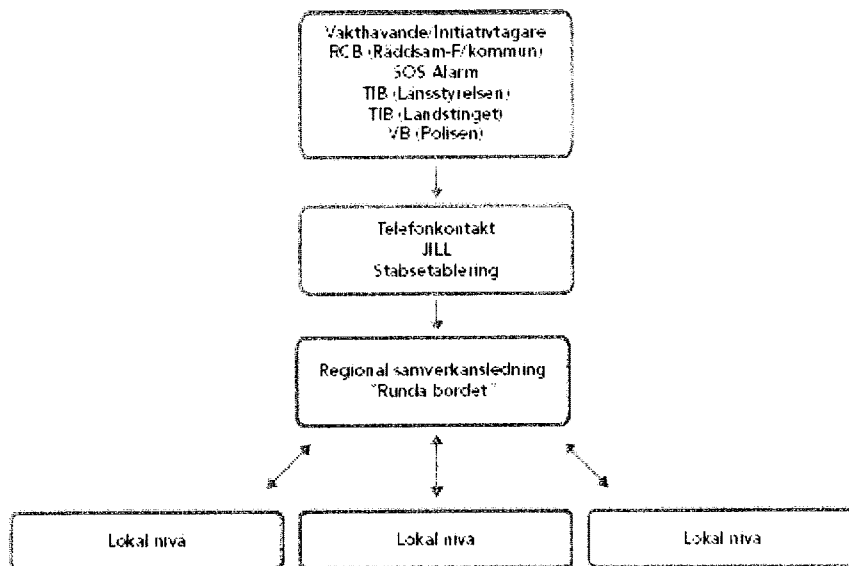 Vakthavande/Initiativtagare
RCB (Räddsam-F/kommun)
SOS Alarm
TIB (Länsstyrelsen)
TIB (Landstinget)
VB (Polisen)
Telefonkontakt
JILL
Stabsetablering
Regional samverkansledning
"Runda bordet"
Lokal nivå
Lokal nivå
Lokal nivå